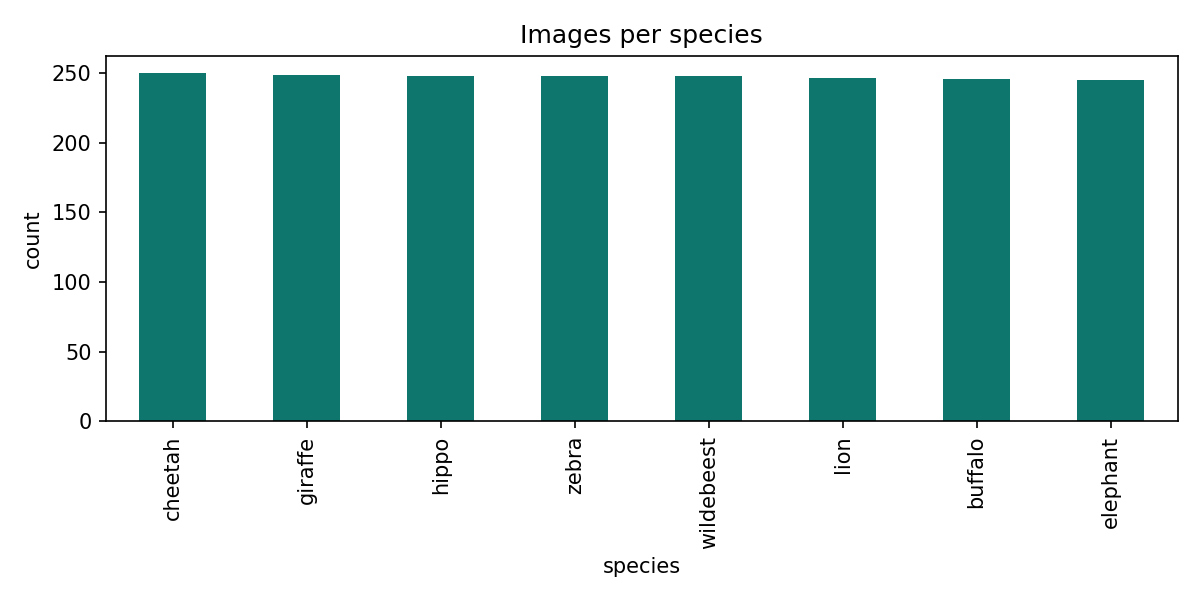 Images per species
count
250
200
150
100
50
0
cheetah
giraffe
hippo
zebra
wildebeest
lion
buffalo
elephant
species